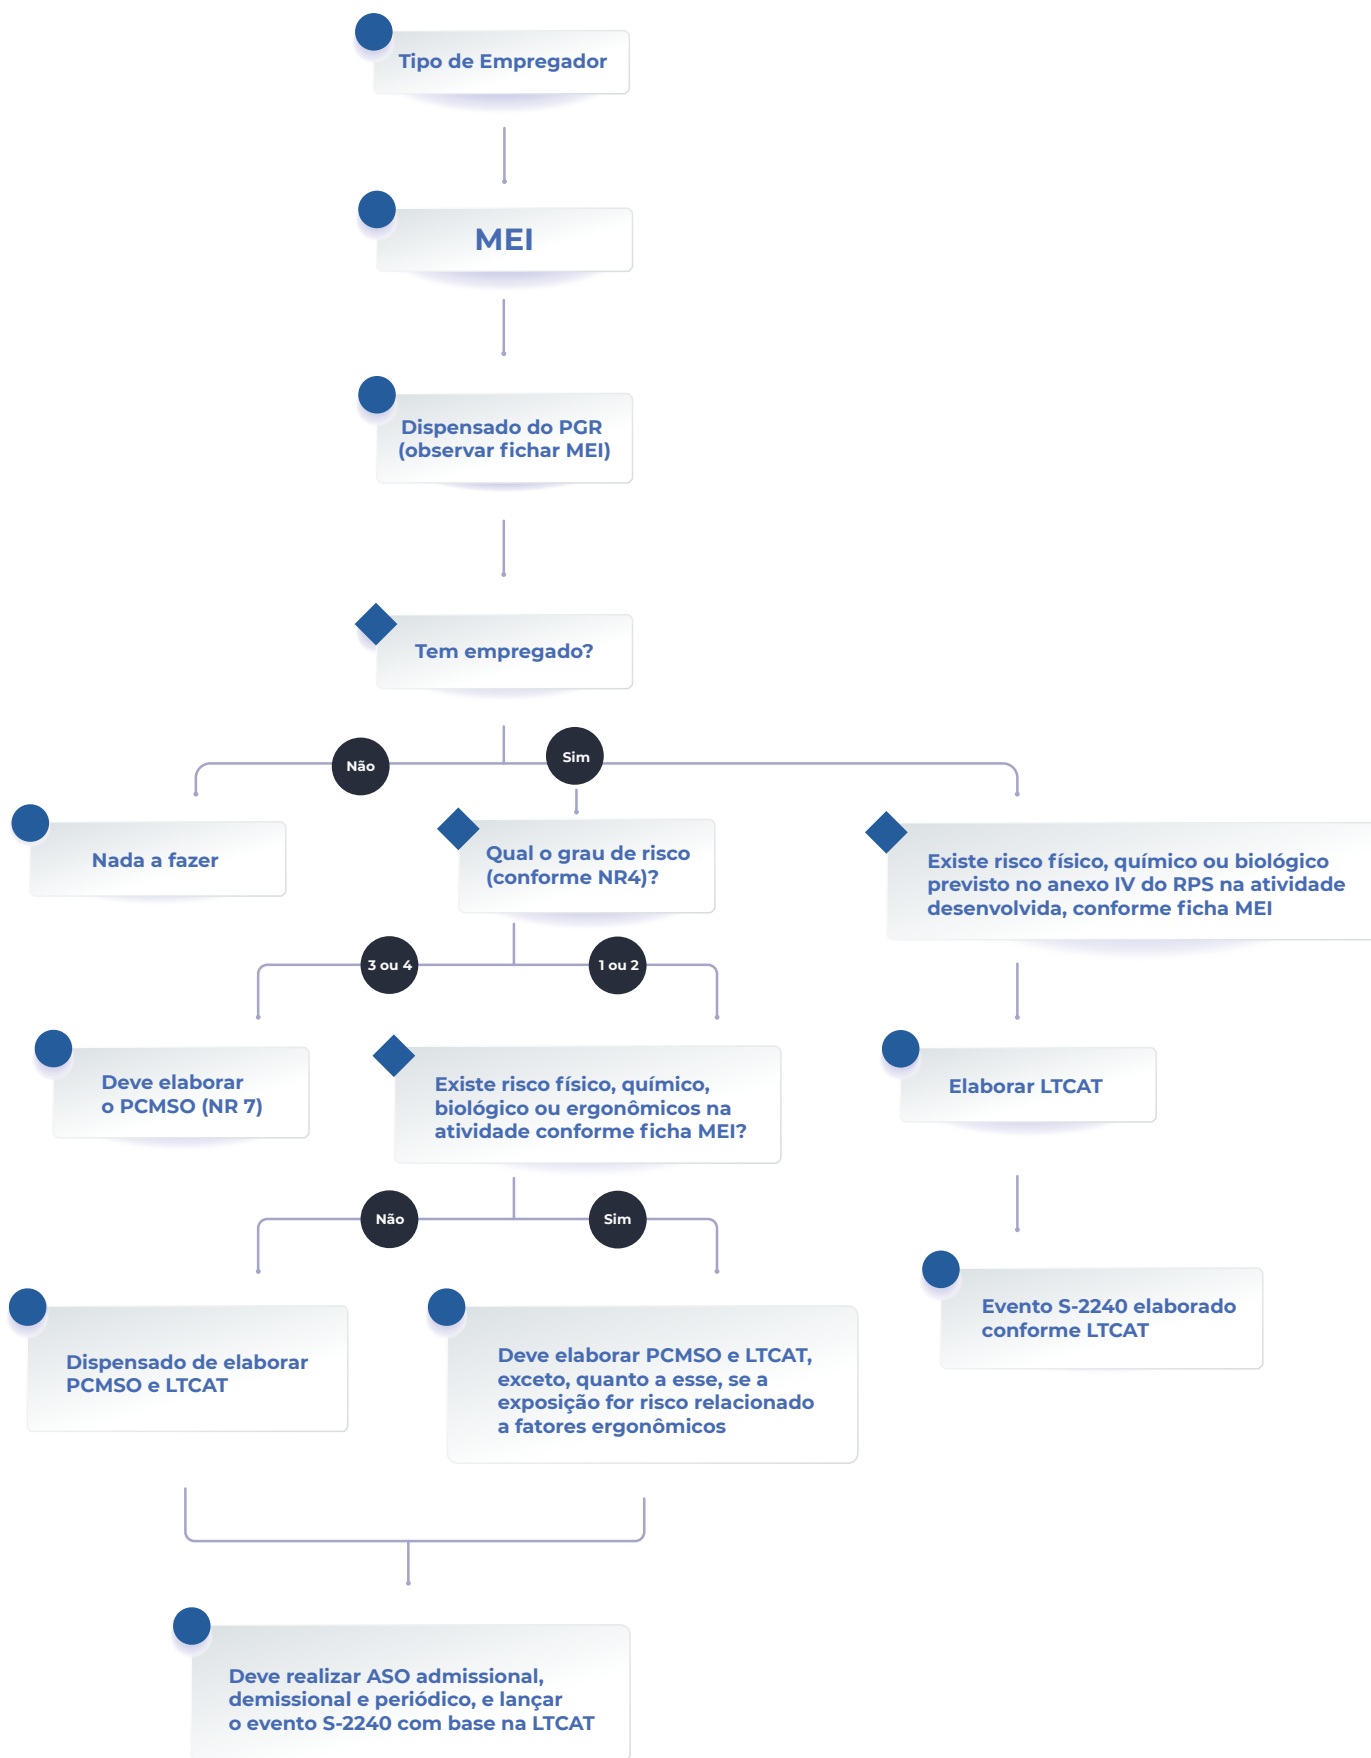 Tipo de Empregador
MEI
Dispensado do PGR
(observar fichar MEI)
Tem empregado?
Não
Sim
Nada a fazer
Qual o grau de risco
(conforme NR4)?
Existe risco físico, químico ou biológico
previsto no anexo IV do RPS na atividade
desenvolvida, conforme ficha MEI
3 ou 4
1 ou 2
Deve elaborar
o PCMSO (NR 7)
Existe risco físico, químico,
biológico ou ergonômicos na
atividade conforme ficha MEI?
Elaborar LTCAT
Não
Sim
Evento S-2240 elaborado
conforme LTCAT
Dispensado de elaborar
PCMSO e LTCAT
Deve elaborar PCMSO e LTCAT,
exceto, quanto a esse, se a
exposição for risco relacionado
a fatores ergonômicos
Deve realizar ASO admissional,
demissional e periódico, e lançar
o evento S-2240 com base na LTCAT